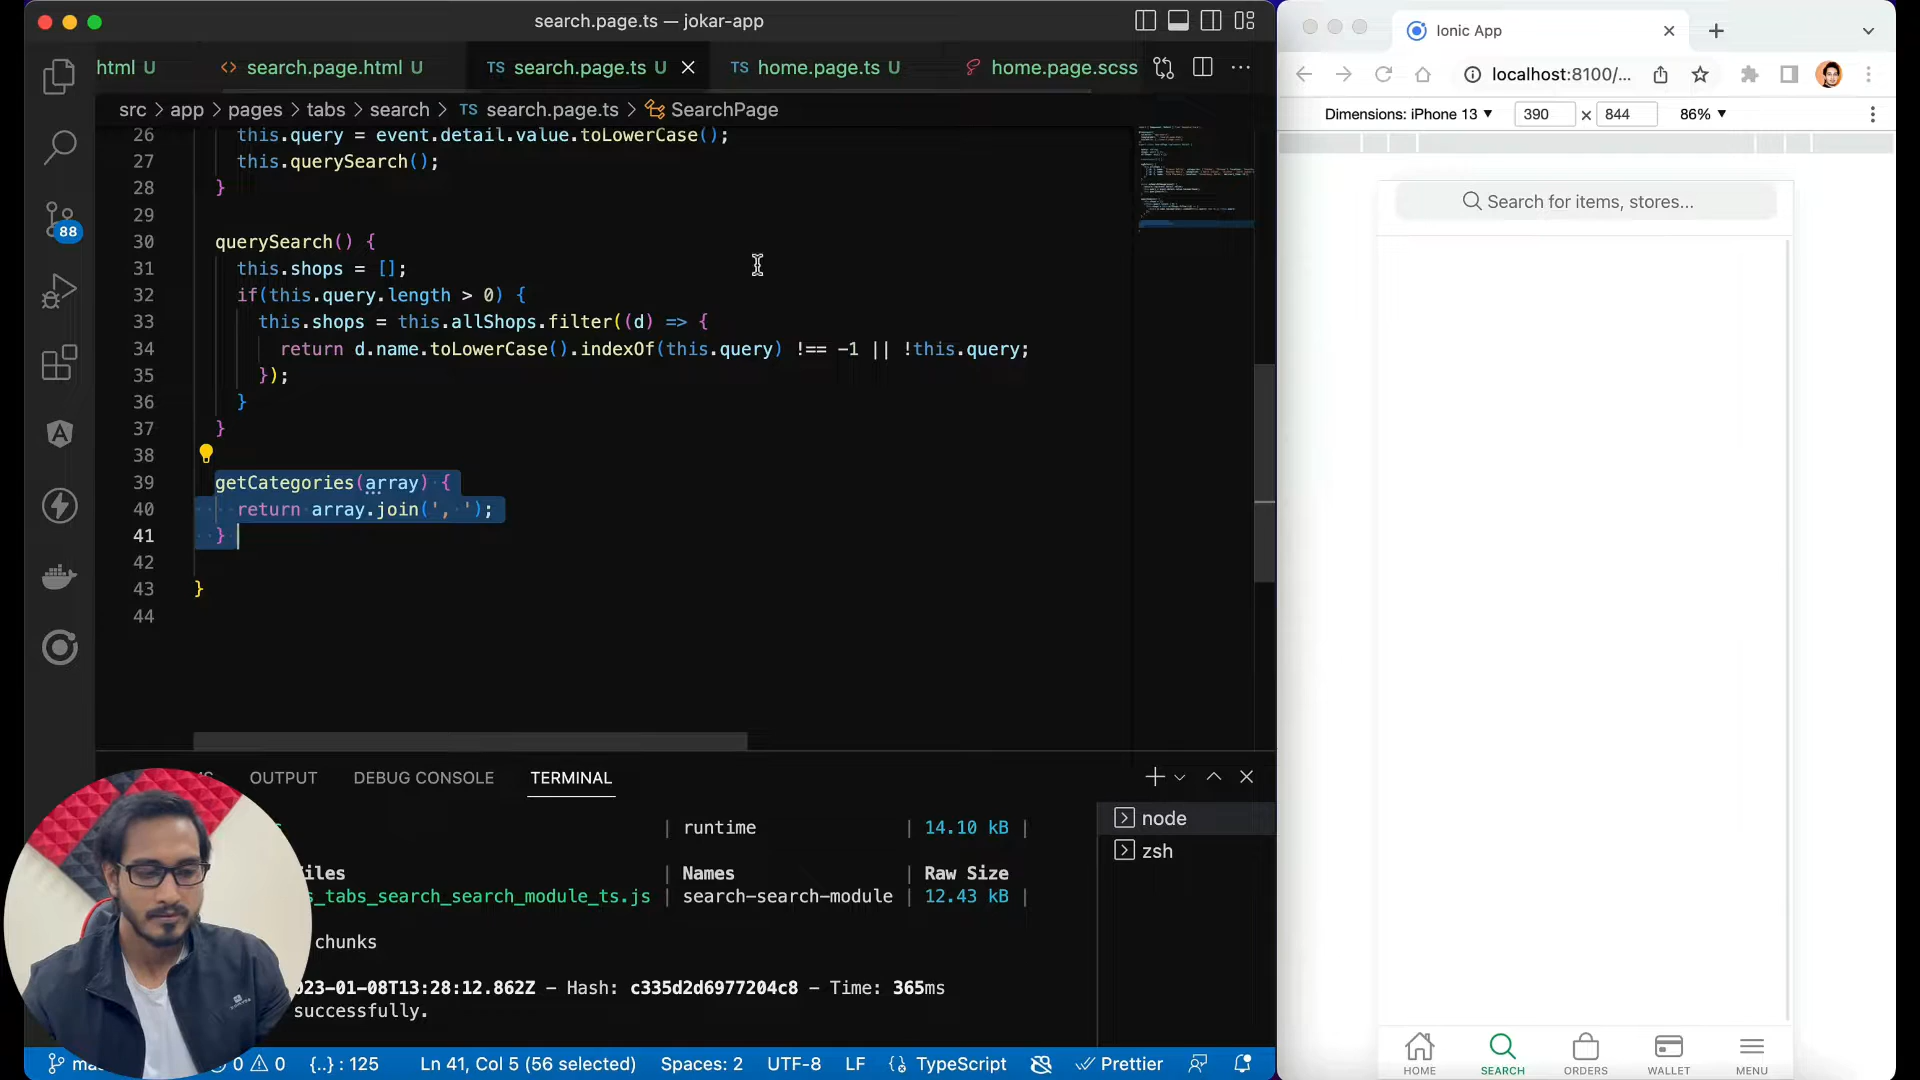 search.page.ts — jokar-app
html U
<> search.page.html U
TS search.page.ts U
TS home.page.ts U
home.page.scss
src > app > pages > tabs > search > TS search.page.ts > SearchPage
26 this.query = event.detail.value.toLowerCase();
27 this.querySearch();
28 }
29
30 querySearch() {
31 this.shops = [];
32 if(this.query.length > 0) {
33 this.shops = this.allShops.filter((d) => {
34 return d.name.toLowerCase().indexOf(this.query) !== -1 || !this.query;
35 });
36 }
37 }
38
39 getCategories(array) {
40 return array.join(', ');
41 }
42
43 }
44
88
OUTPUT DEBUG CONSOLE TERMINAL
| runtime | 14.10 kB |
| Names | Raw Size
s_tabs_search_search_module_ts.js | search-search-module | 12.43 kB |
chunks
023-01-08T13:28:12.862Z – Hash: c335d2d6977204c8 – Time: 365ms
successfully.
node
zsh
0 0 {..} : 125 Ln 41, Col 5 (56 selected) Spaces: 2 UTF-8 LF TypeScript Prettier
Ionic App
localhost:8100/...
Dimensions: iPhone 13 390 × 844 86%
Search for items, stores...
HOME SEARCH ORDERS WALLET MENU